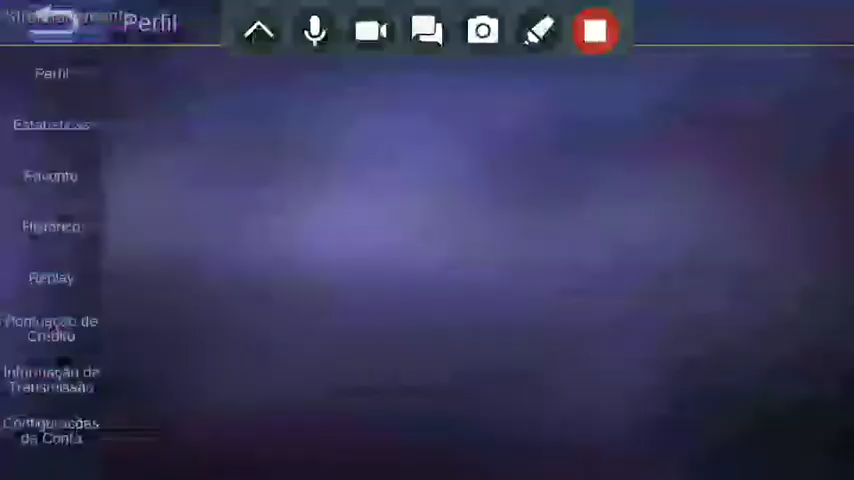 Perfil
Perfil
Estatísticas
Favorito
Histórico
Replay
Pontuação de
Crédito
Informação de
Transmissão
Configurações
da Conta